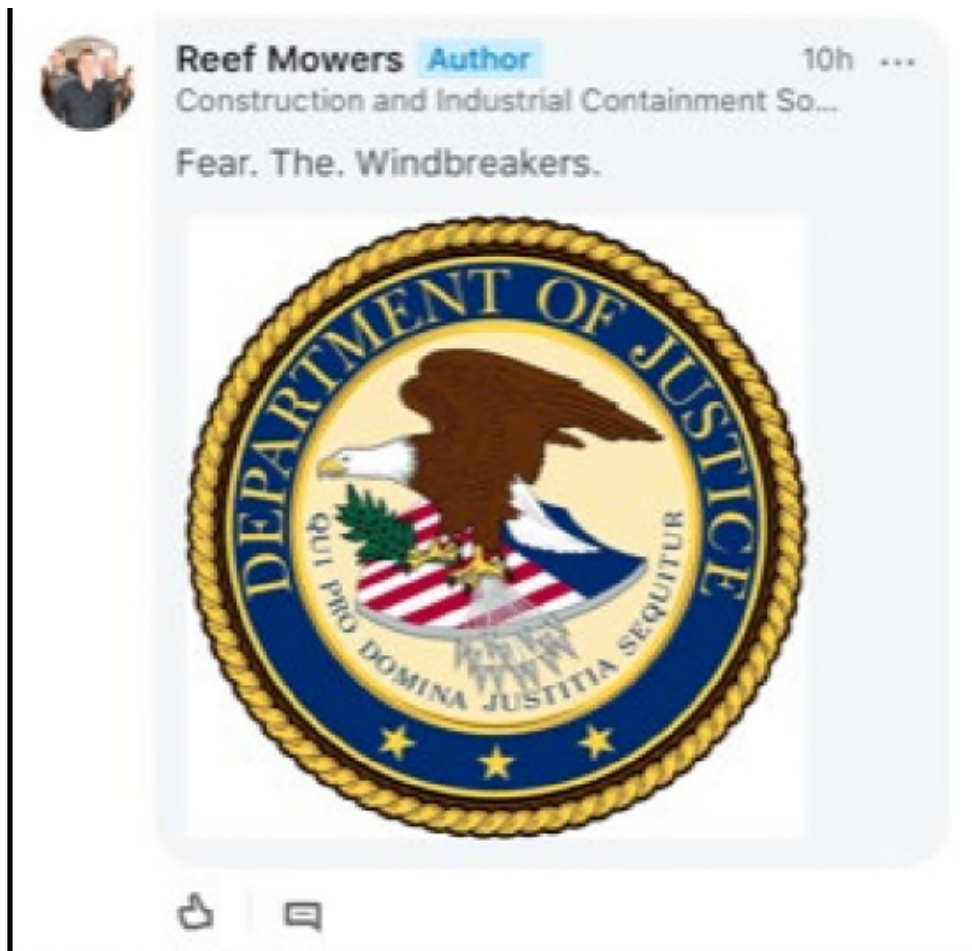 Reef Mowers Author 10h ...
Construction and Industrial Containment So...
Fear. The. Windbreakers.
DEPARTMENT OF JUSTICE
QUI PRO DOMINA JUSTITIA SEQUITUR